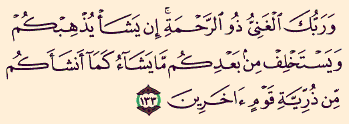 وَرَبُّكَ ٱلْغَنِىُّ ذُو ٱلرَّحْمَةِ ۚ إِن يَشَأْ يُذْهِبْكُمْ
وَيَسْتَخْلِفْ مِنۢ بَعْدِكُم مَّا يَشَآءُ كَمَآ أَنشَأَكُم
مِّن ذُرِّيَّةِ قَوْمٍ ءَاخَرِينَ ١٣٣